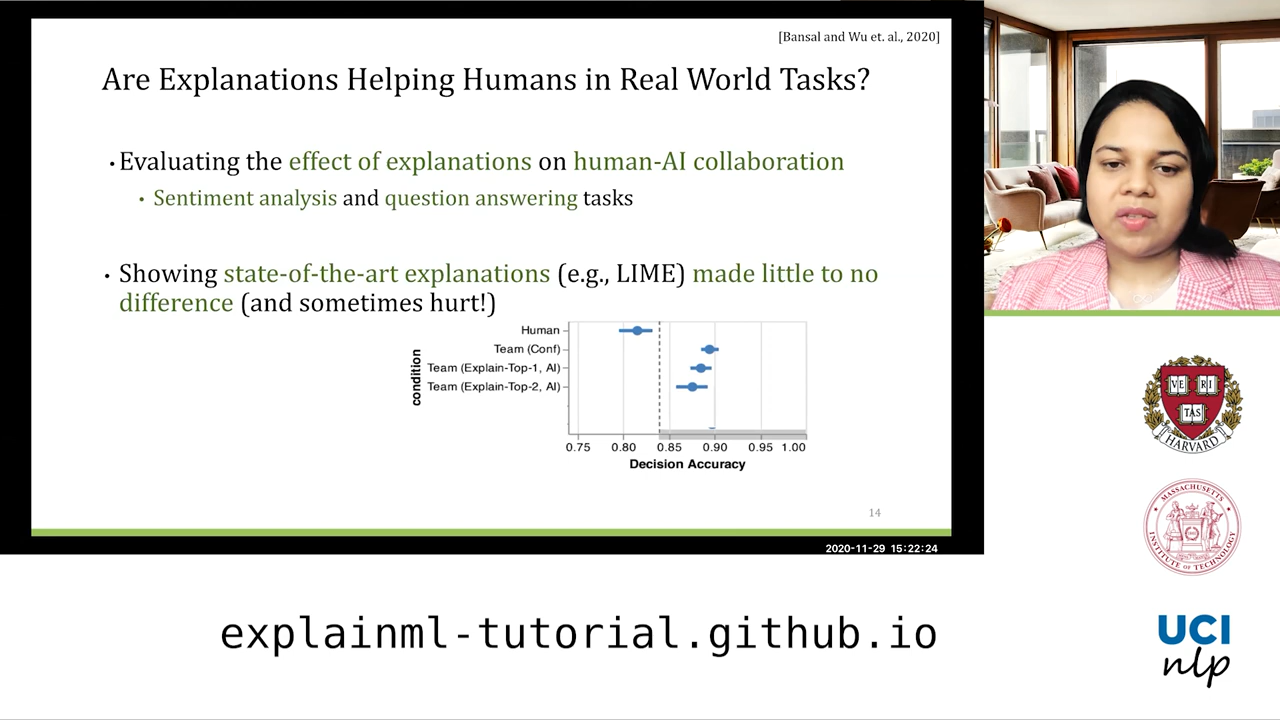 [Bansal and Wu et. al., 2020]
Are Explanations Helping Humans in Real World Tasks?
• Evaluating the effect of explanations on human-AI collaboration
• Sentiment analysis and question answering tasks
• Showing state-of-the-art explanations (e.g., LIME) made little to no
difference (and sometimes hurt!)
condition
Human
Team (Conf)
Team (Explain-Top-1, AI)
Team (Explain-Top-2, AI)
0.75 0.80 0.85 0.90 0.95 1.00
Decision Accuracy
14
2020-11-29 15:22:24
VE RI
TAS
HARVARD
MASSACHUSETTS
INSTITUTE OF TECHNOLOGY
UCI
nlp
explainml-tutorial.github.io